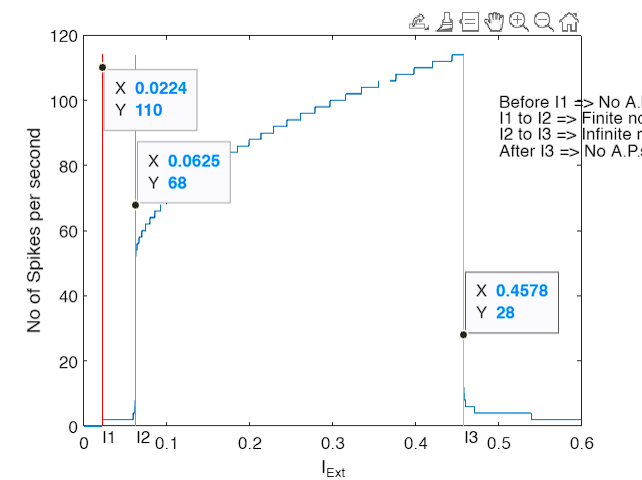 120
100
80
60
40
20
0
No of Spikes per second
X 0.0224
Y 110
X 0.0625
Y 68
X 0.4578
Y 28
Before I1 => No A.P.
I1 to I2 => Finite no
I2 to I3 => Infinite
After I3 => No A.P.s
0 0.1 0.2 0.3 0.4 0.5 0.6
I1 I2 I3
I_Ext